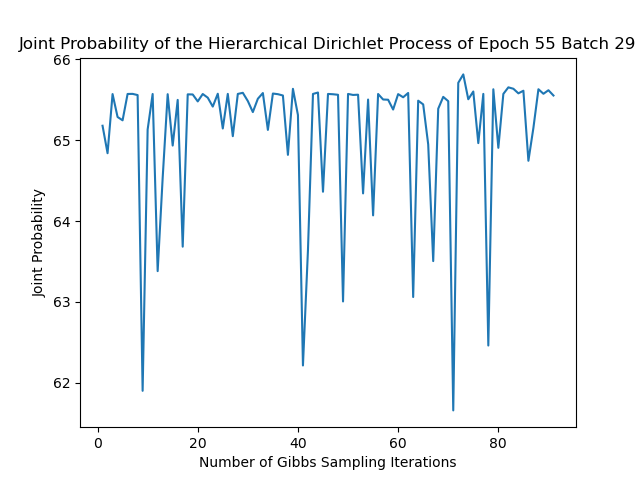 Joint Probability of the Hierarchical Dirichlet Process of Epoch 55 Batch 29
66
65
64
63
62
Joint Probability
0 20 40 60 80
Number of Gibbs Sampling Iterations